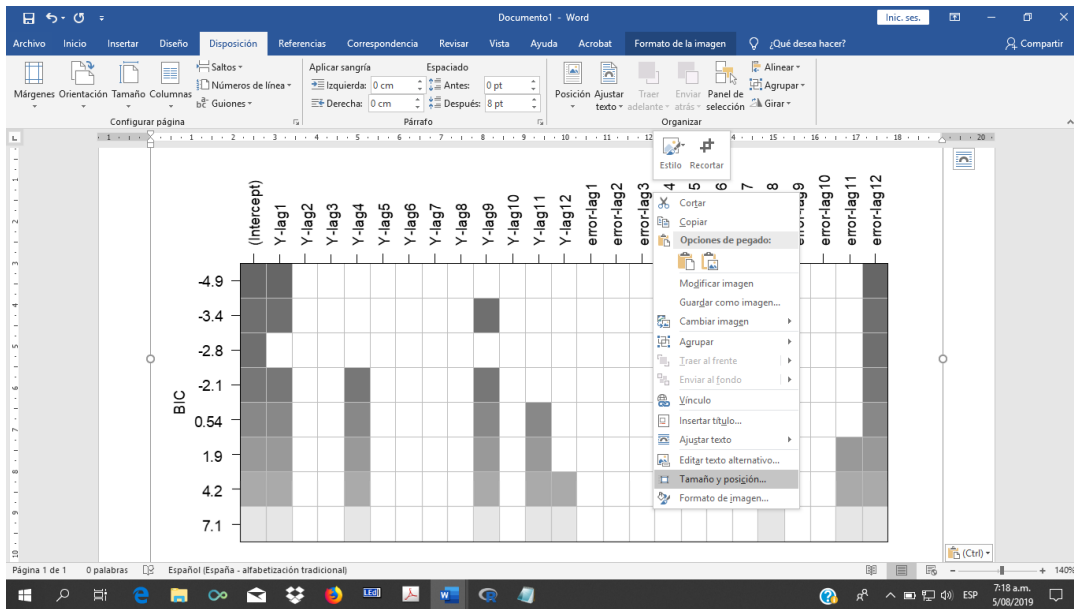 Documento1 - Word
Inic. ses.
Archivo Inicio Insertar Diseño Disposición Referencias Correspondencia Revisar Vista Ayuda Acrobat Formato de la imagen ¿Qué desea hacer? Compartir
Márgenes Orientación Tamaño Columnas
Saltos
Números de línea
Guiones
Configurar página
Aplicar sangría
Izquierda: 0 cm
Derecha: 0 cm
Espaciado
Antes: 0 pt
Después: 8 pt
Párrafo
Posición Ajustar texto Traer adelante Enviar atrás Panel de selección
Alinear
Agrupar
Girar
Organizar
Estilo Recortar
(Intercept)
Y-lag1
Y-lag2
Y-lag3
Y-lag4
Y-lag5
Y-lag6
Y-lag7
Y-lag8
Y-lag9
Y-lag10
Y-lag11
Y-lag12
error-lag1
error-lag2
error-lag3
error-lag10
error-lag11
error-lag12
BIC
-4.9
-3.4
-2.8
-2.1
0.54
1.9
4.2
7.1
Cortar
Copiar
Opciones de pegado:
Modificar imagen
Guardar como imagen...
Cambiar imagen
Agrupar
Traer al frente
Enviar al fondo
Vínculo
Insertar título...
Ajustar texto
Editar texto alternativo...
Tamaño y posición...
Formato de imagen...
(Ctrl)
Página 1 de 1 0 palabras Español (España - alfabetización tradicional) 140%
LEdI
ESP
7:18 a.m.
5/08/2019